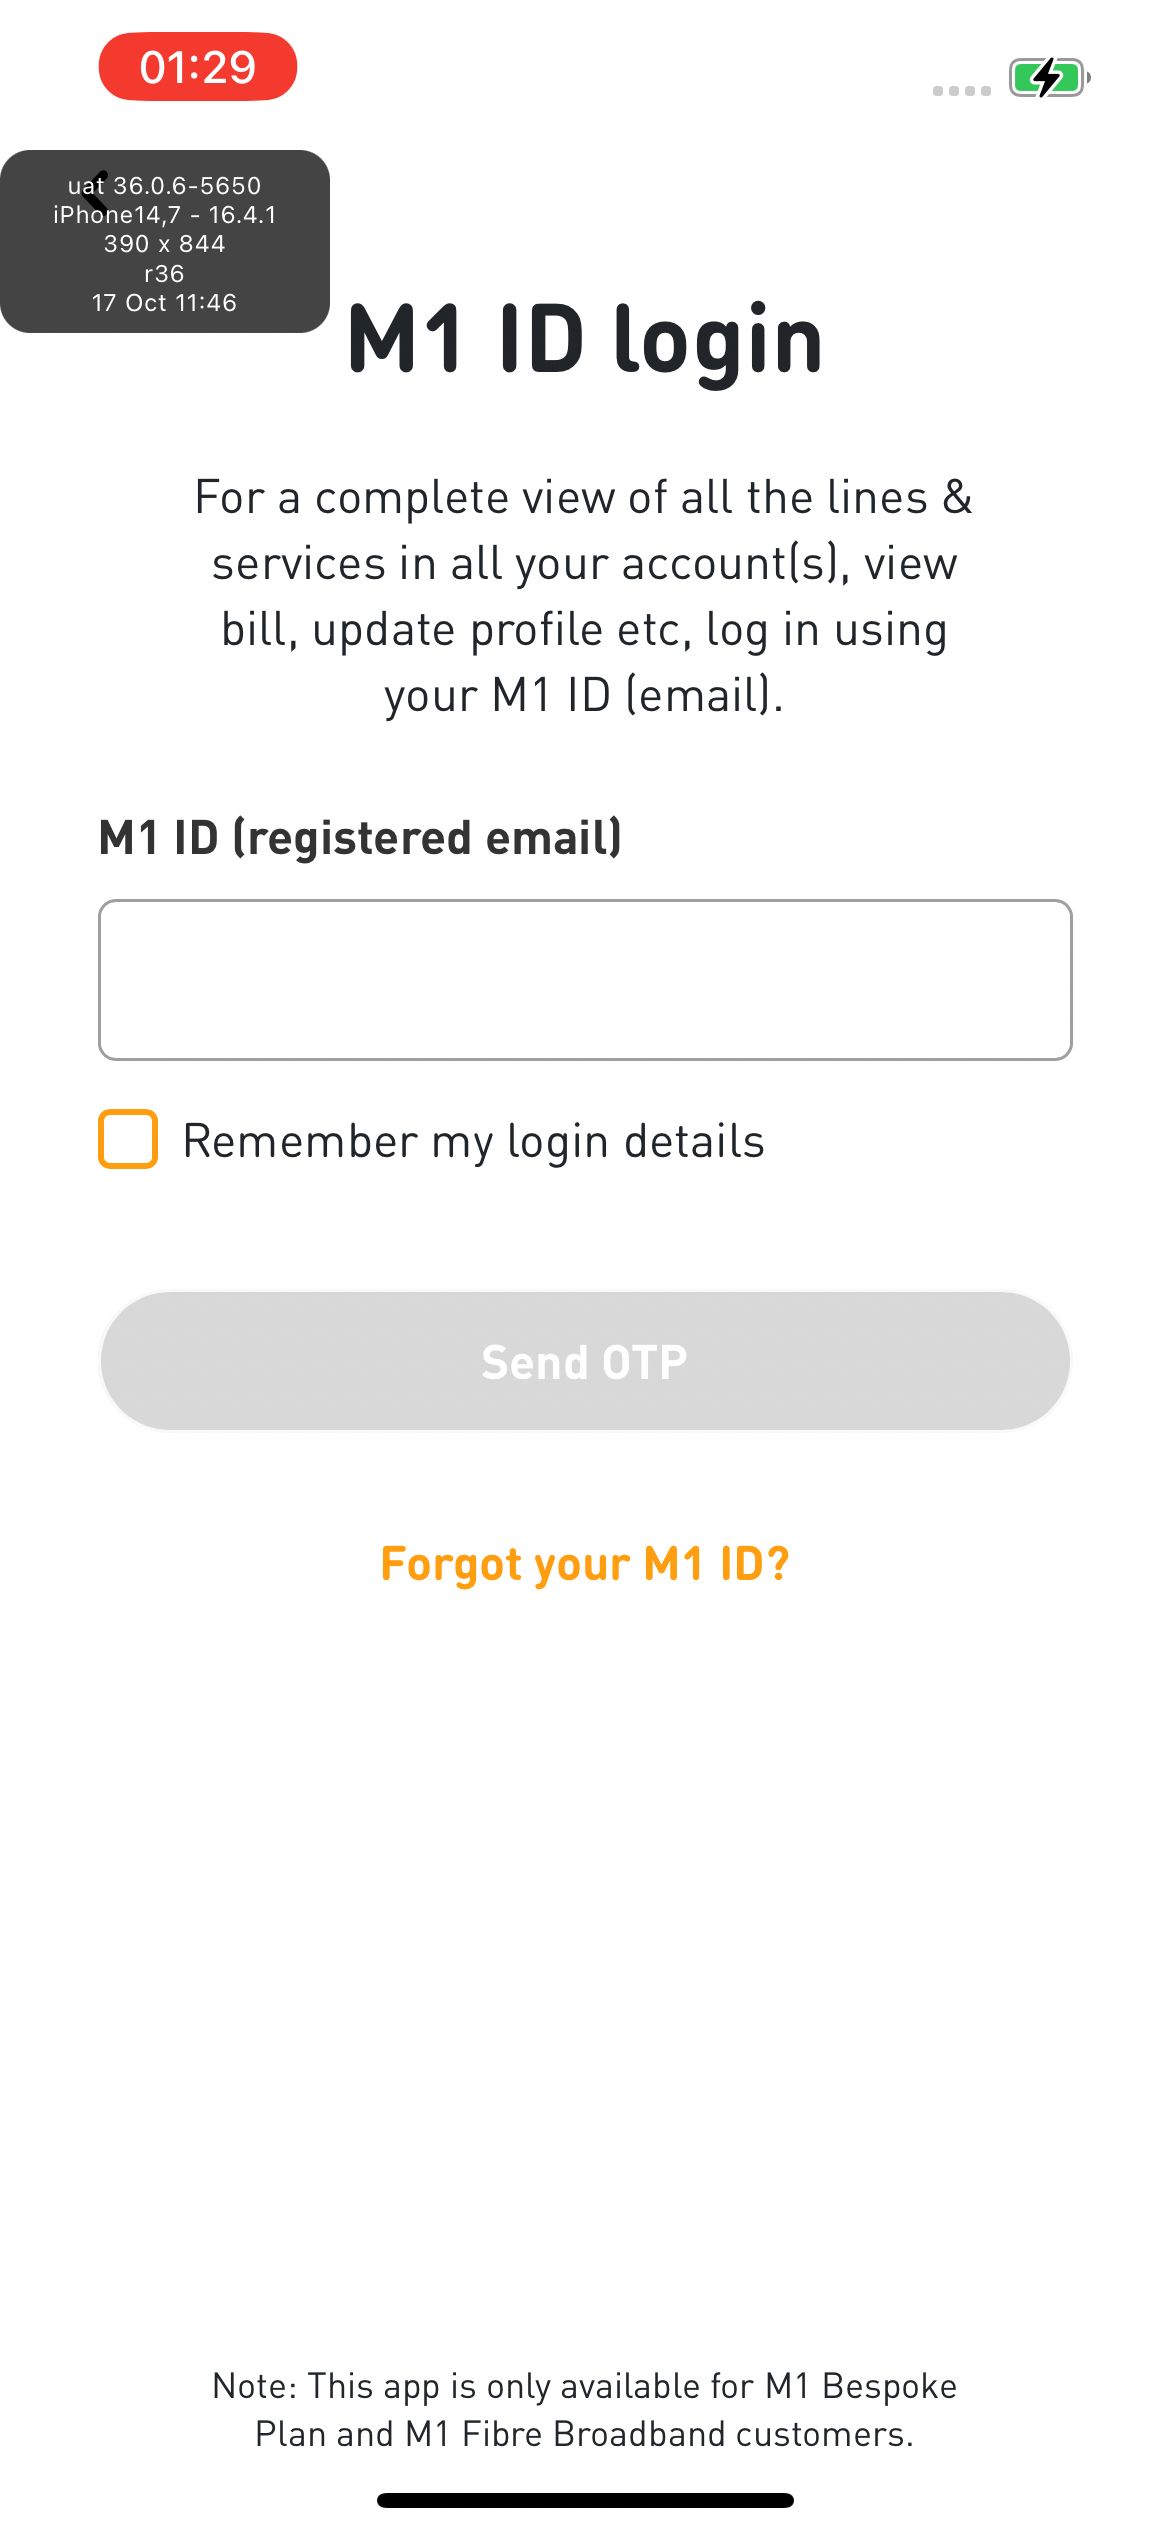 01:29
uat 36.0.6-5650
iPhone14,7 - 16.4.1
390 x 844
r36
17 Oct 11:46
M1 ID login
For a complete view of all the lines &
services in all your account(s), view
bill, update profile etc, log in using
your M1 ID (email).
M1 ID (registered email)
Remember my login details
Send OTP
Forgot your M1 ID?
Note: This app is only available for M1 Bespoke
Plan and M1 Fibre Broadband customers.